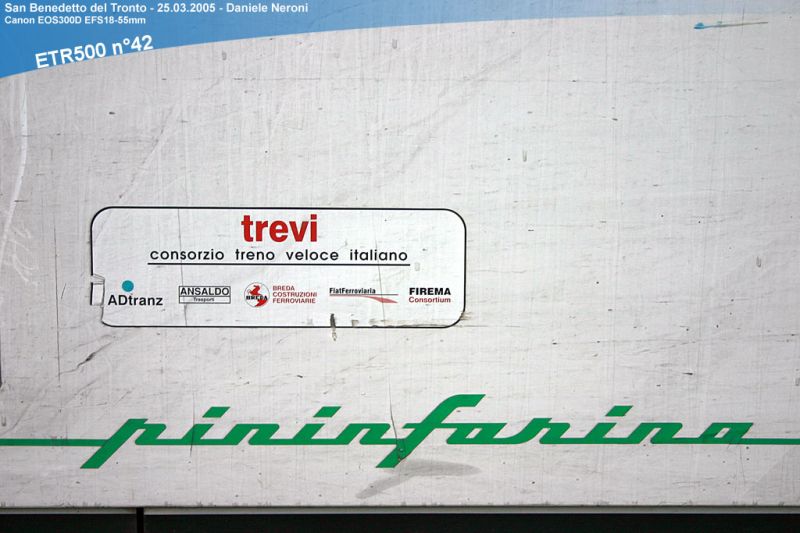 San Benedetto del Tronto - 25.03.2005 - Daniele Neroni
Canon EOS300D EFS18-55mm
ETR500 n°42
trevi
consorzio treno veloce italiano
ADtranz
ANSALDO
Trasporti
BREDA
BREDA
COSTRUZIONI
FERROVIARIE
FiatFerroviaria
FIREMA
Consortium
pininfarina